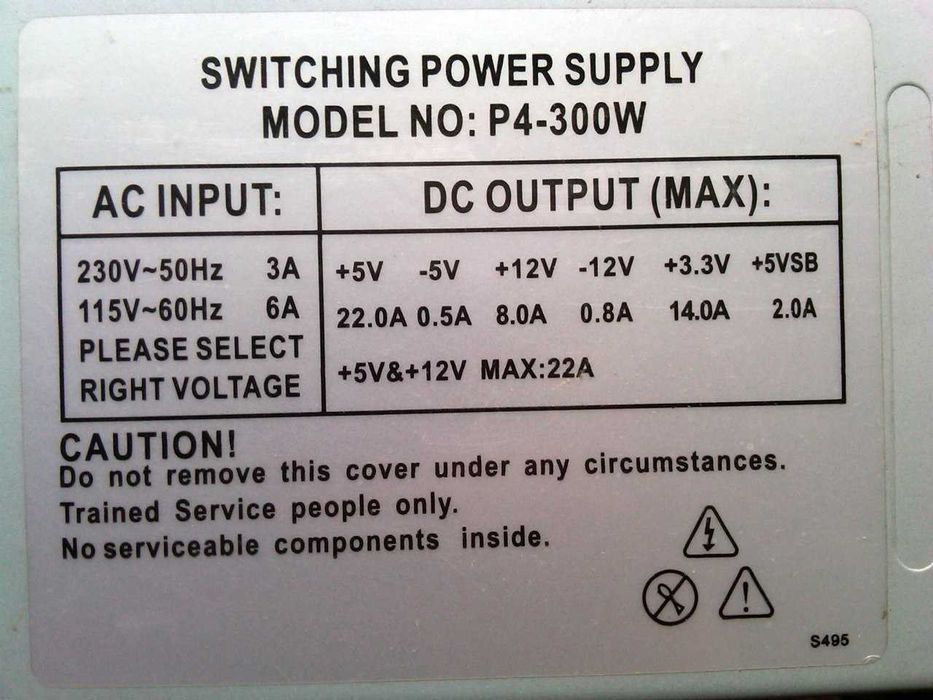 SWITCHING POWER SUPPLY
MODEL NO: P4-300W
AC INPUT:
DC OUTPUT (MAX):
230V~50Hz 3A
115V~60Hz 6A
PLEASE SELECT
RIGHT VOLTAGE
+5V -5V +12V -12V +3.3V +5VSB
22.0A 0.5A 8.0A 0.8A 14.0A 2.0A
+5V&+12V MAX:22A
CAUTION!
Do not remove this cover under any circumstances.
Trained Service people only.
No serviceable components inside.
S495